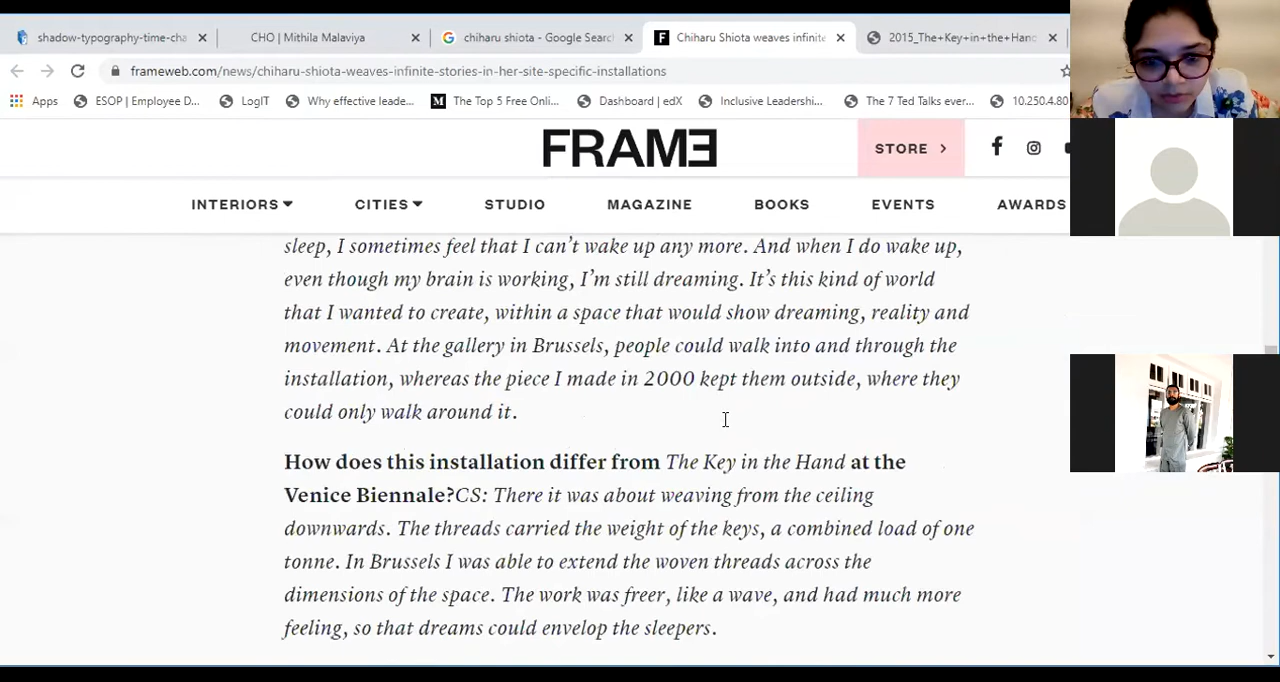 shadow-typography-time-cha
CHO | Mithila Malaviya
chiharu shiota - Google Searc
Chiharu Shiota weaves infinite
2015_The+Key+in+the+Hand
frameweb.com/news/chiharu-shiota-weaves-infinite-stories-in-her-site-specific-installations
Apps
ESOP | Employee D...
LogIT
Why effective leade...
The Top 5 Free Onli...
Dashboard | edX
Inclusive Leadershi...
The 7 Ted Talks ever...
10.250.4.80
FRAME
STORE
INTERIORS
CITIES
STUDIO
MAGAZINE
BOOKS
EVENTS
AWARDS
sleep, I sometimes feel that I can't wake up any more. And when I do wake up,
even though my brain is working, I'm still dreaming. It's this kind of world
that I wanted to create, within a space that would show dreaming, reality and
movement. At the gallery in Brussels, people could walk into and through the
installation, whereas the piece I made in 2000 kept them outside, where they
could only walk around it.
How does this installation differ from The Key in the Hand at the
Venice Biennale?CS: There it was about weaving from the ceiling
downwards. The threads carried the weight of the keys, a combined load of one
tonne. In Brussels I was able to extend the woven threads across the
dimensions of the space. The work was freer, like a wave, and had much more
feeling, so that dreams could envelop the sleepers.